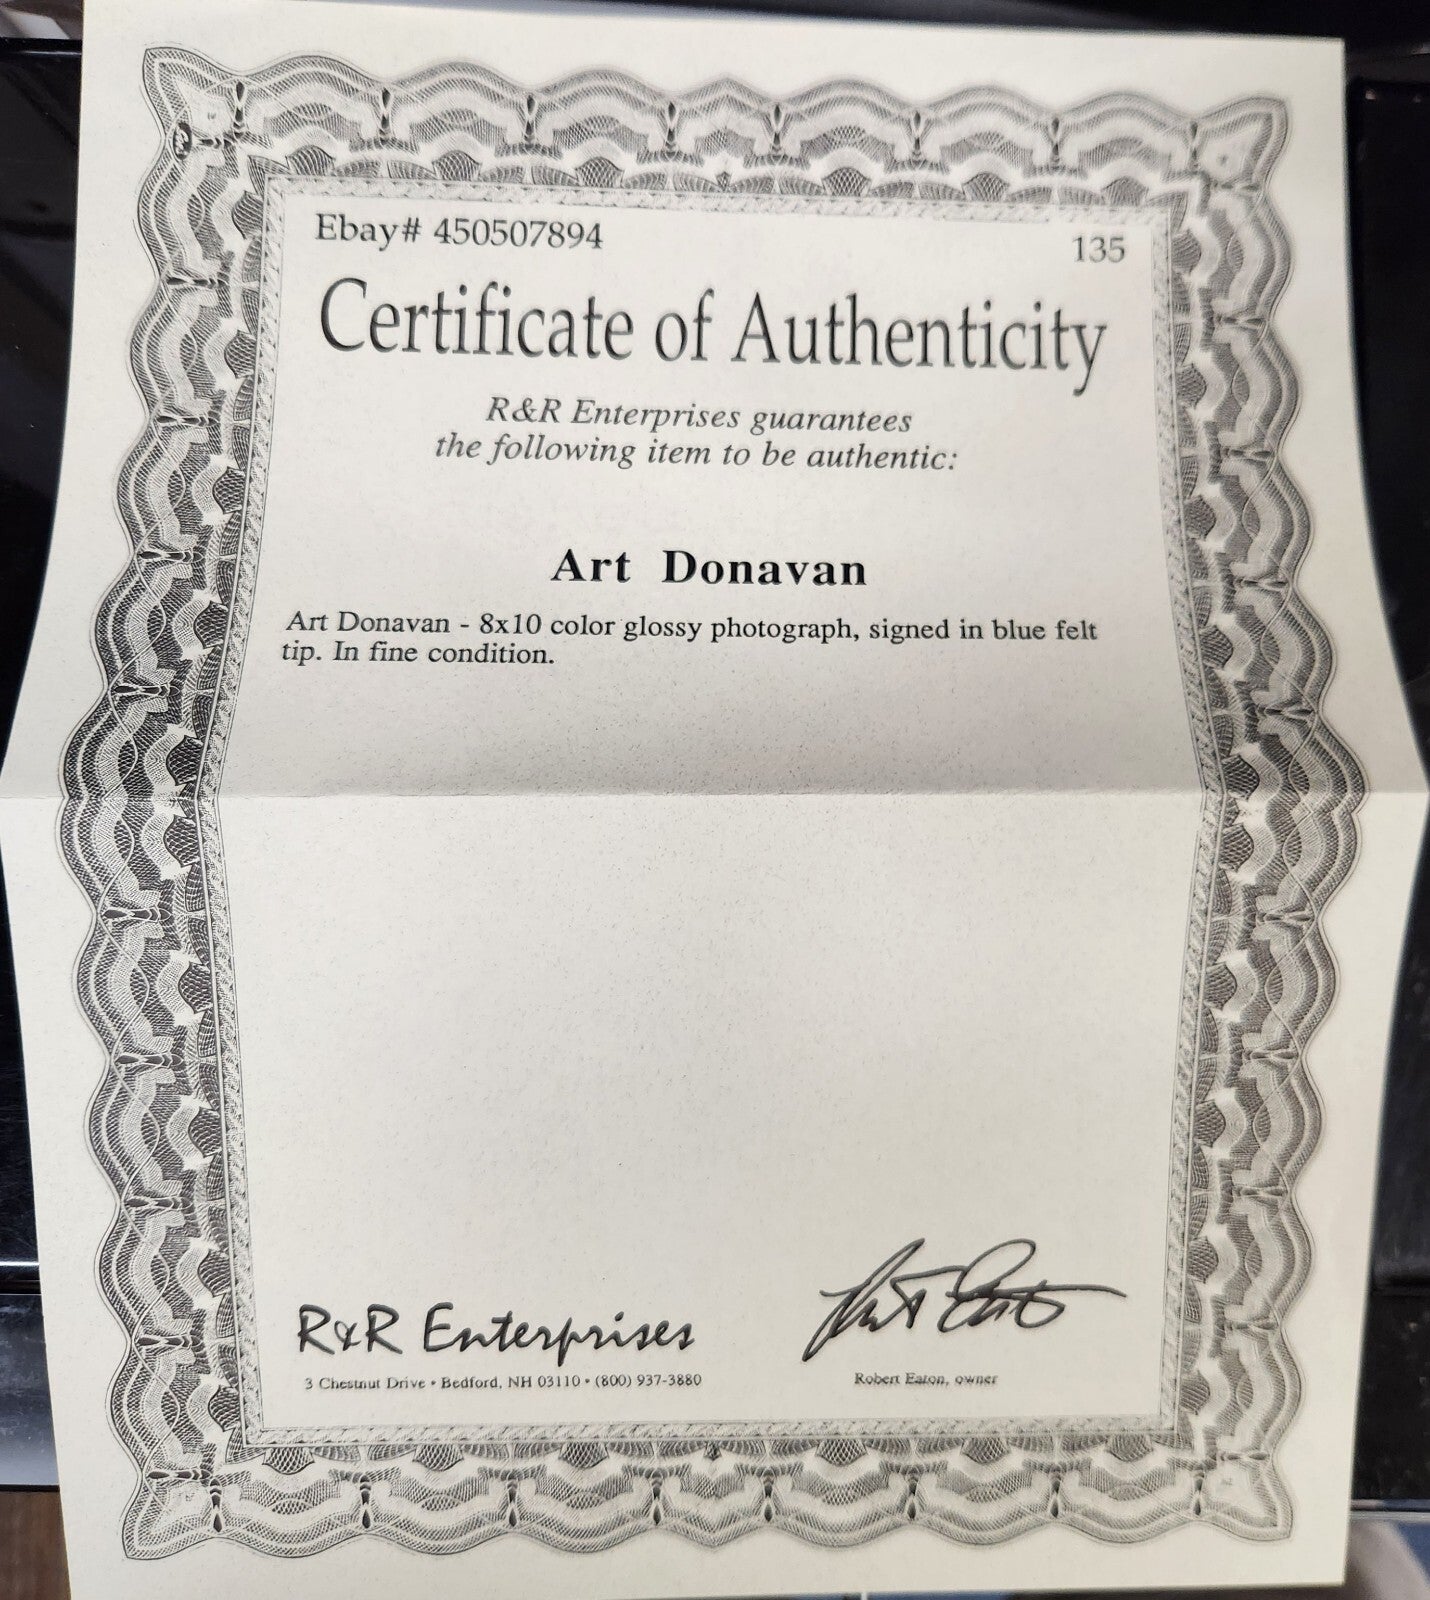 Ebay# 450507894
135
Certificate of Authenticity
R&R Enterprises guarantees
the following item to be authentic:
Art Donavan
Art Donavan - 8x10 color glossy photograph, signed in blue felt
tip. In fine condition.
R&R Enterprises
3 Chestnut Drive • Bedford, NH 03110 • (800) 937-3880
Robert Eaton, owner